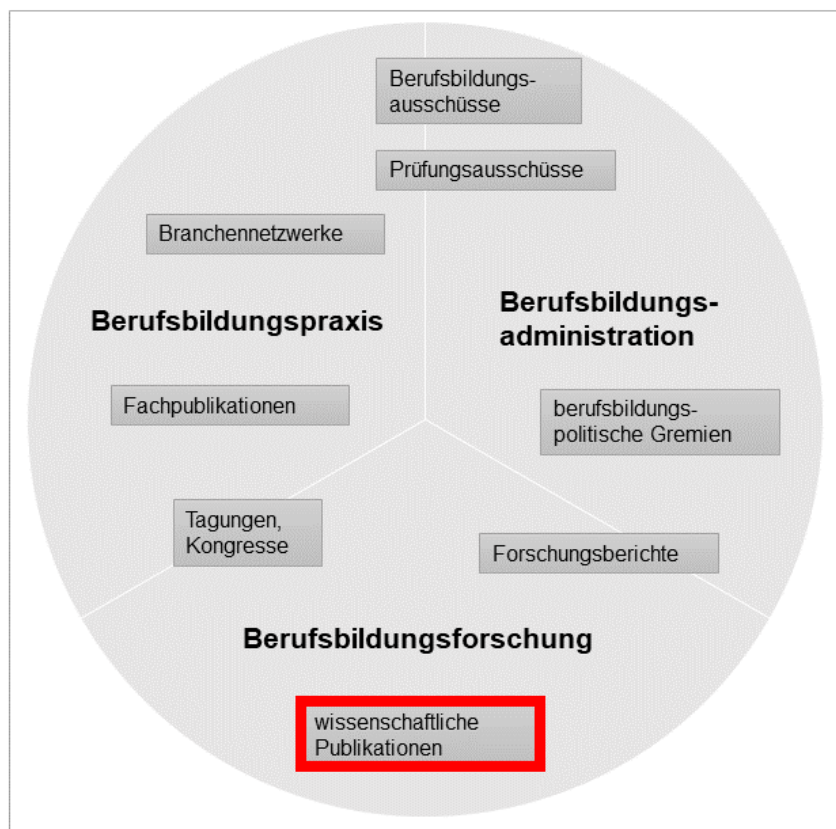 Berufsbildungs-
ausschüsse
Prüfungsausschüsse
Branchennetzwerke
Berufsbildungspraxis
Berufsbildungs-
administration
Fachpublikationen
berufsbildungs-
politische Gremien
Tagungen,
Kongresse
Forschungsberichte
Berufsbildungsforschung
wissenschaftliche
Publikationen